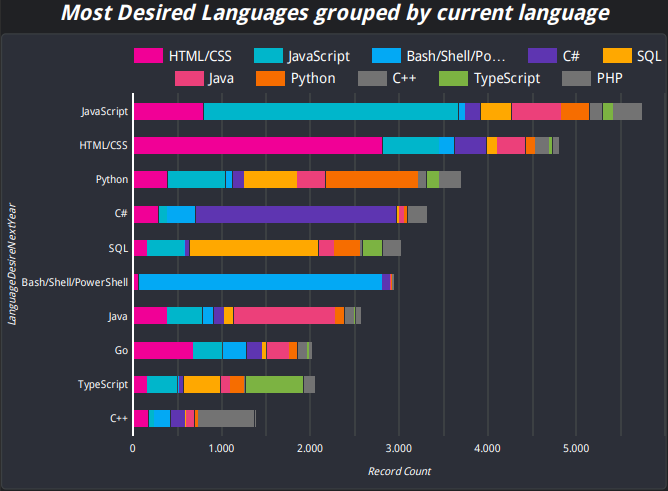 Most Desired Languages grouped by current language
HTML/CSS JavaScript Bash/Shell/Po... C# SQL
Java Python C++ TypeScript PHP
LanguageDesireNextYear
JavaScript
HTML/CSS
Python
C#
SQL
Bash/Shell/PowerShell
Java
Go
TypeScript
C++
0 1.000 2.000 3.000 4.000 5.000
Record Count